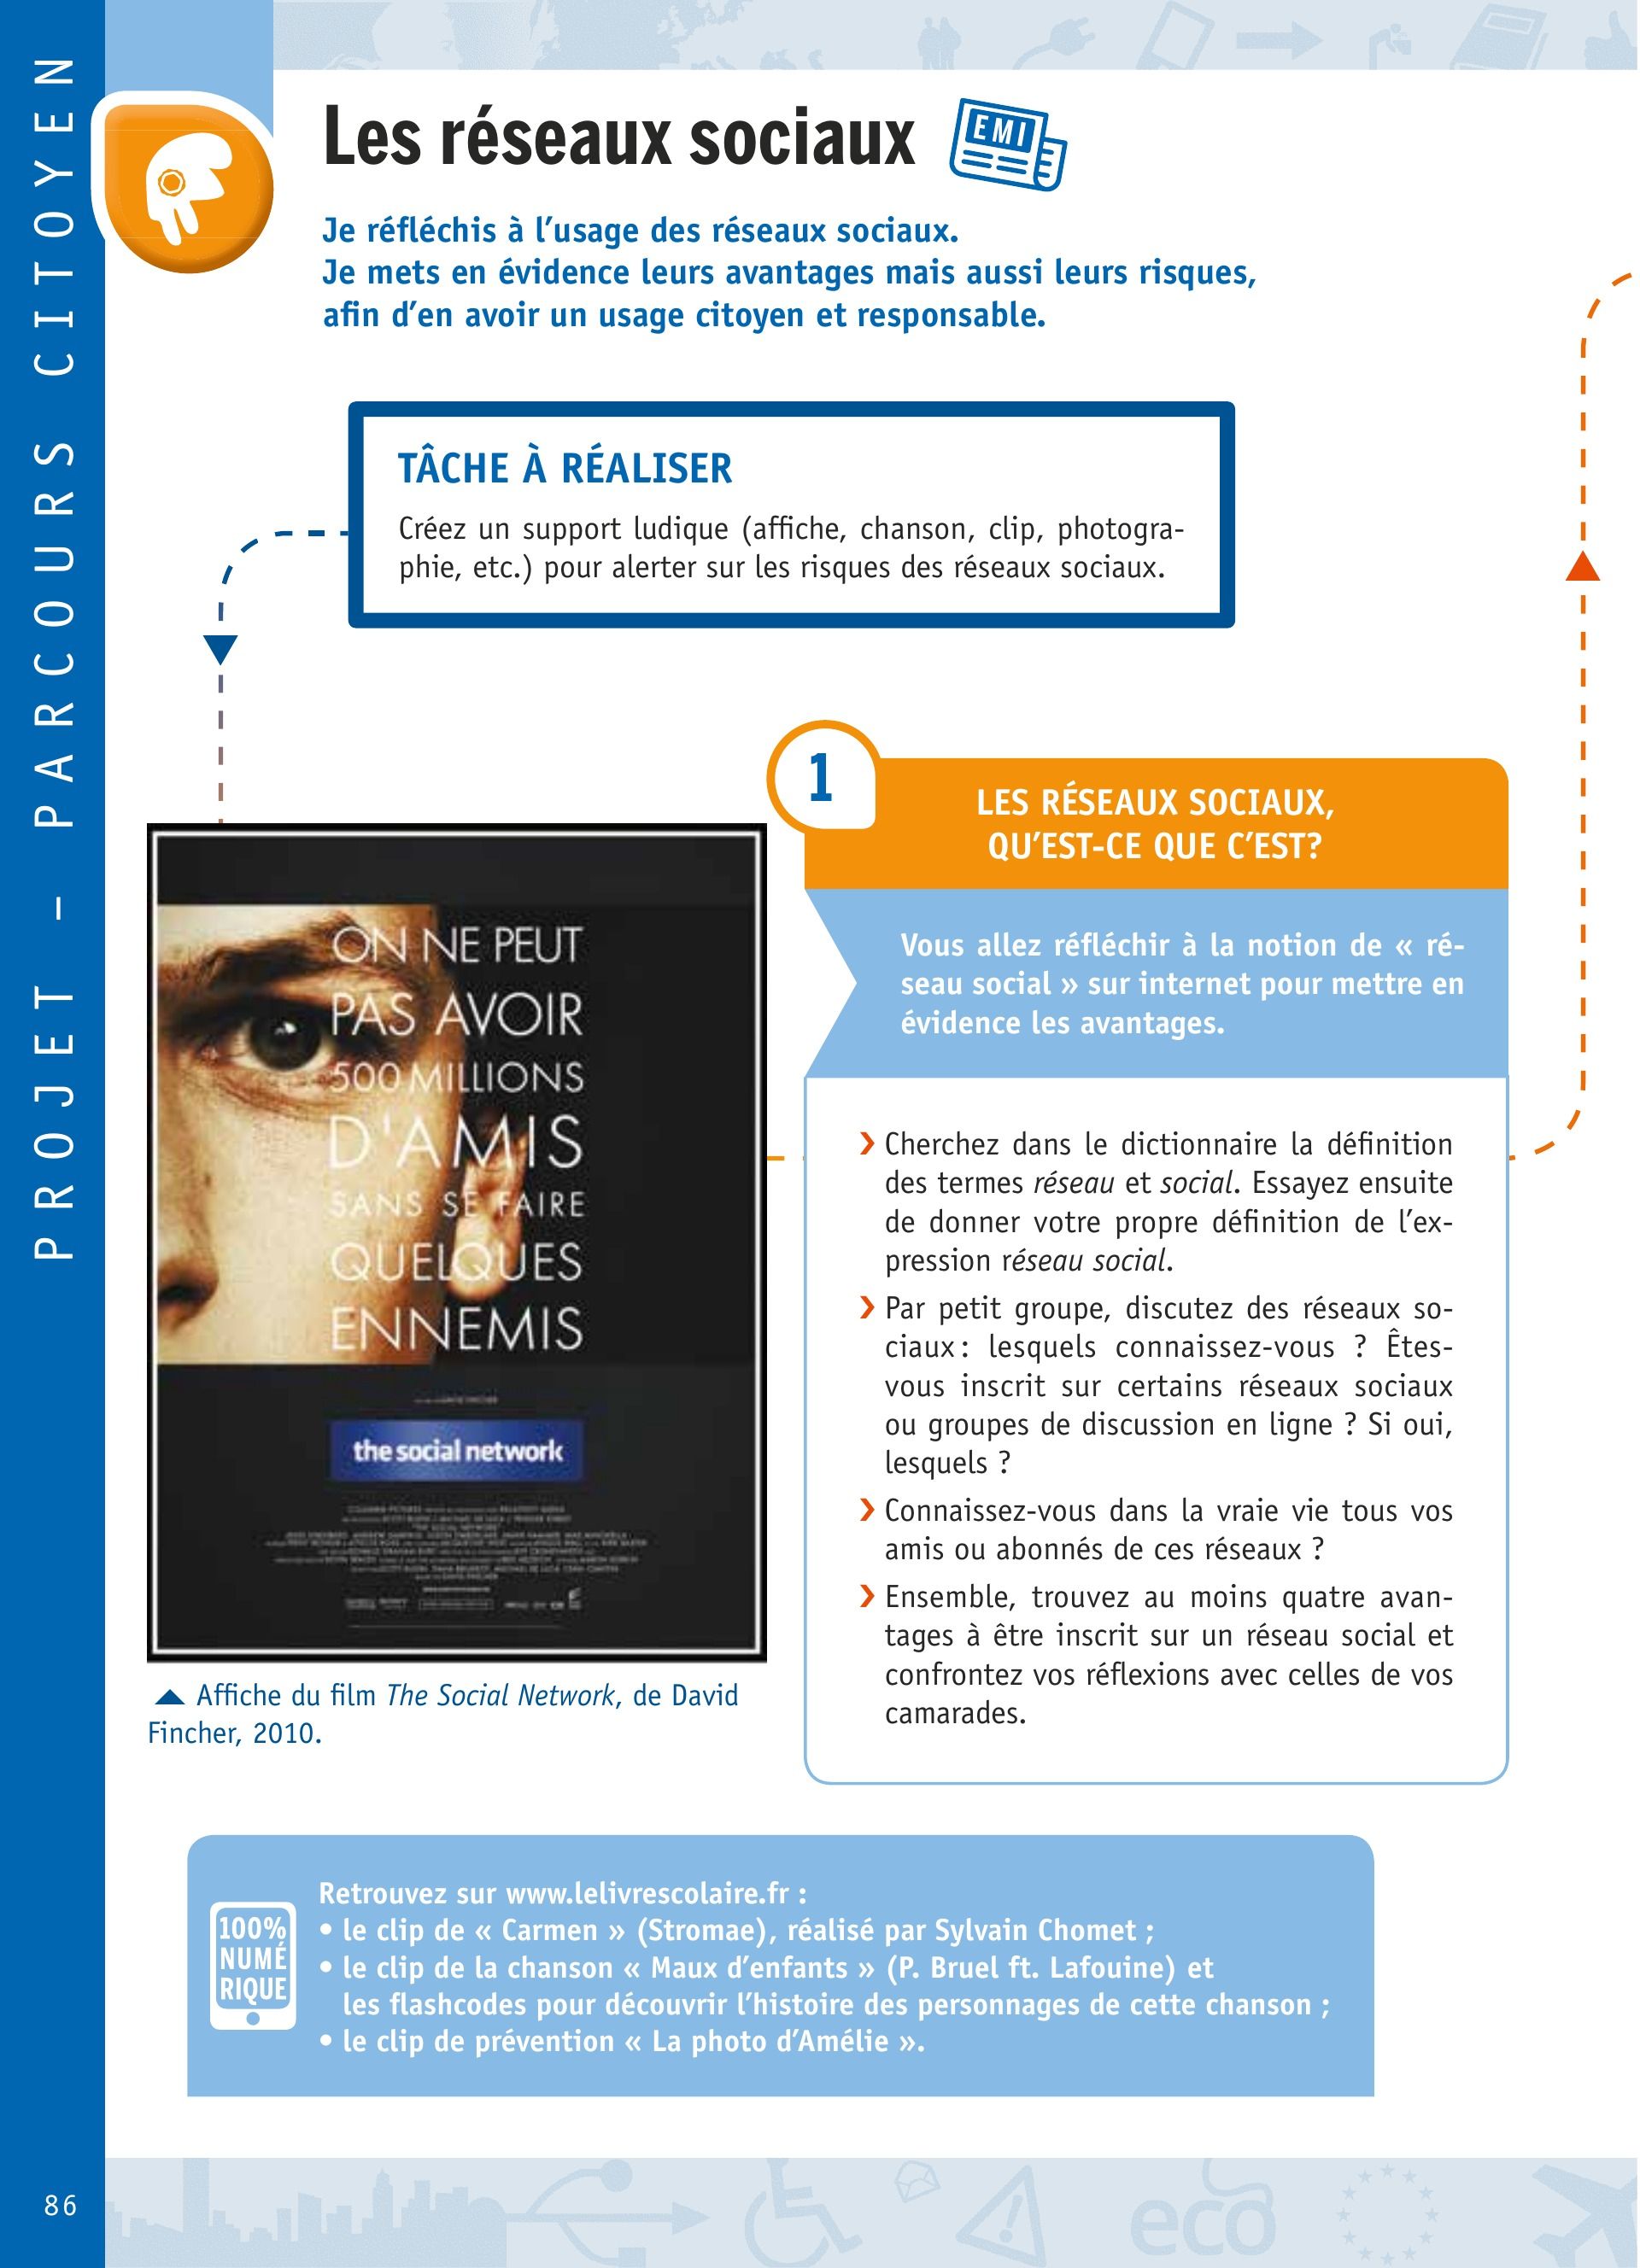 PROJET – PARCOURS CITOYEN
Les réseaux sociaux
EMI
Je réfléchis à l’usage des réseaux sociaux.
Je mets en évidence leurs avantages mais aussi leurs risques,
afin d’en avoir un usage citoyen et responsable.
TÂCHE À RÉALISER
Créez un support ludique (affiche, chanson, clip, photogra-
phie, etc.) pour alerter sur les risques des réseaux sociaux.
ON NE PEUT
PAS AVOIR
500 MILLIONS
D'AMIS
SANS SE FAIRE
QUELQUES
ENNEMIS
the social network
Affiche du film The Social Network, de David
Fincher, 2010.
1
LES RÉSEAUX SOCIAUX,
QU’EST-CE QUE C’EST?
Vous allez réfléchir à la notion de « ré-
seau social » sur internet pour mettre en
évidence les avantages.
› Cherchez dans le dictionnaire la définition
des termes réseau et social. Essayez ensuite
de donner votre propre définition de l’ex-
pression réseau social.
› Par petit groupe, discutez des réseaux so-
ciaux : lesquels connaissez-vous ? Êtes-
vous inscrit sur certains réseaux sociaux
ou groupes de discussion en ligne ? Si oui,
lesquels ?
› Connaissez-vous dans la vraie vie tous vos
amis ou abonnés de ces réseaux ?
› Ensemble, trouvez au moins quatre avan-
tages à être inscrit sur un réseau social et
confrontez vos réflexions avec celles de vos
camarades.
100%
NUMÉ
RIQUE
Retrouvez sur www.lelivrescolaire.fr :
• le clip de « Carmen » (Stromae), réalisé par Sylvain Chomet ;
• le clip de la chanson « Maux d’enfants » (P. Bruel ft. Lafouine) et
les flashcodes pour découvrir l’histoire des personnages de cette chanson ;
• le clip de prévention « La photo d’Amélie ».
eco
86